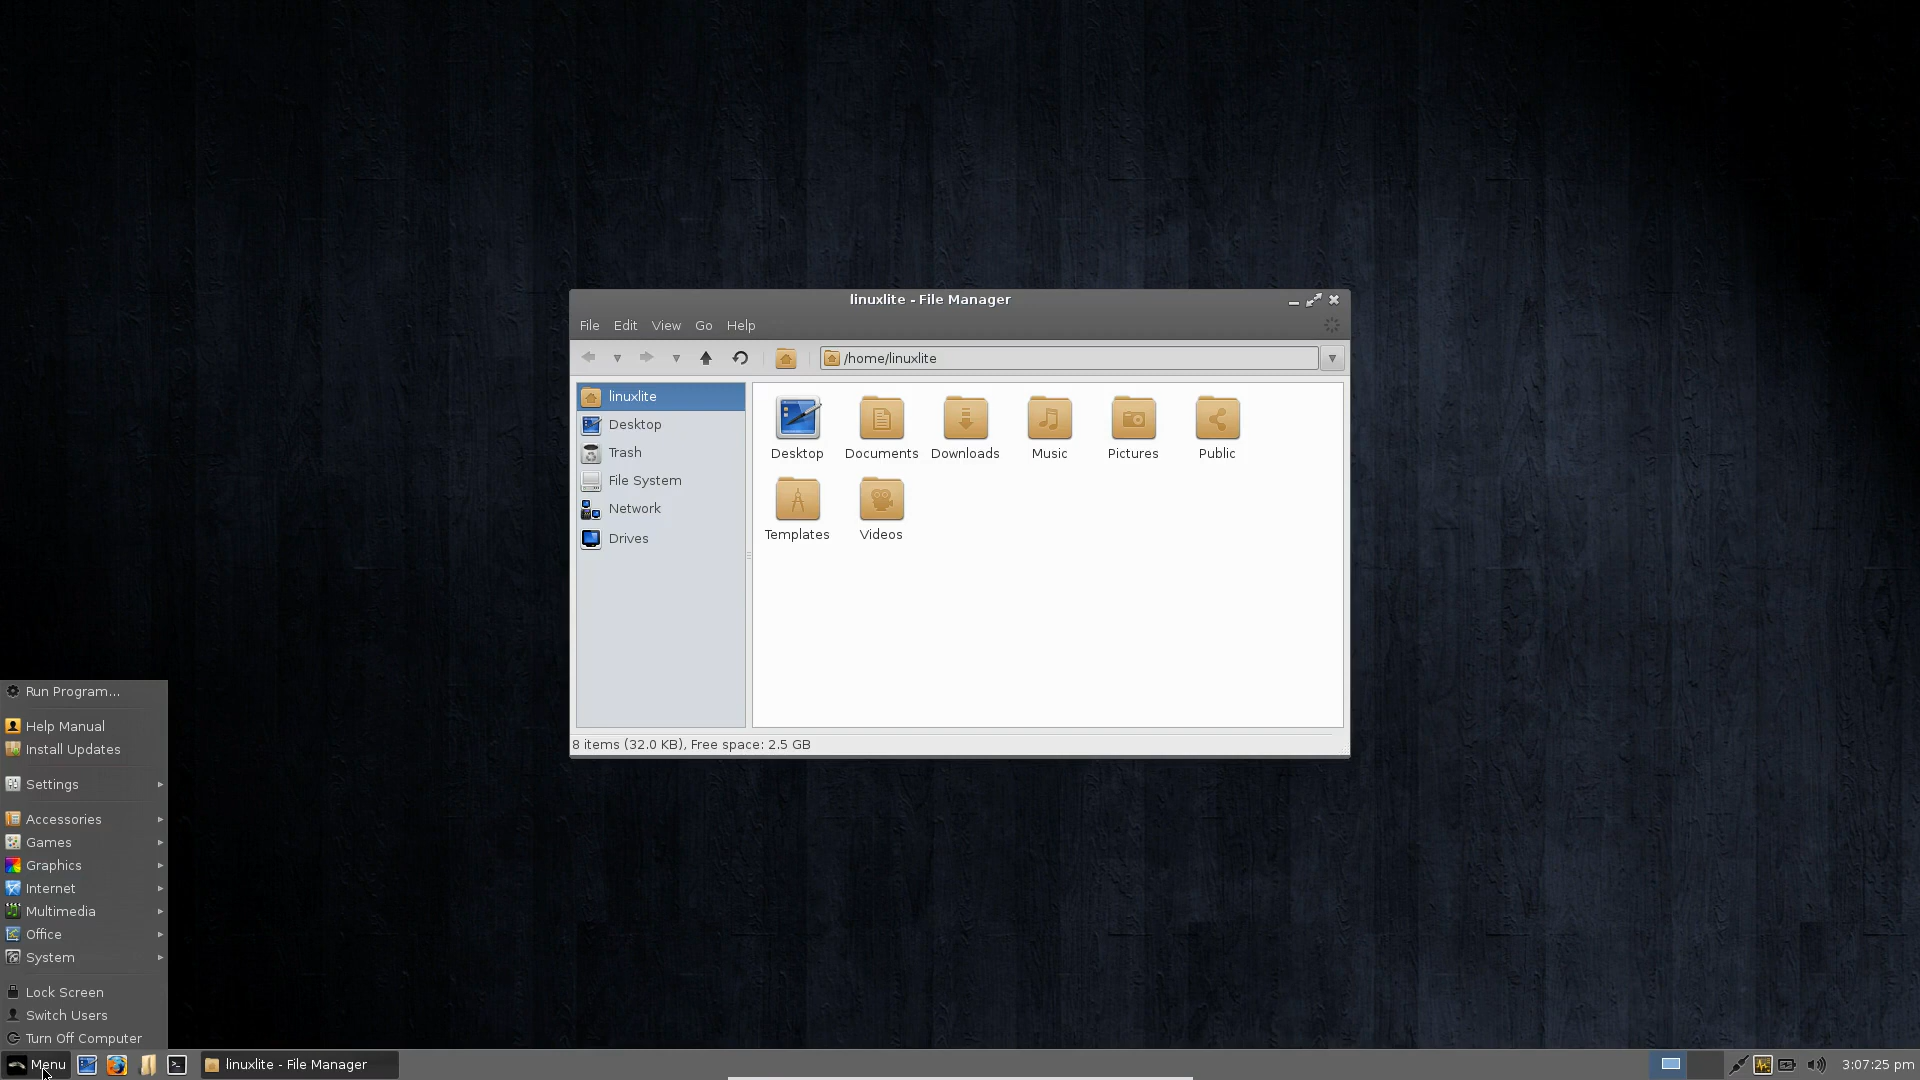 linuxlite - File Manager
File Edit View Go Help
/home/linuxlite
linuxlite
Desktop
Trash
File System
Network
Drives
Desktop Documents Downloads Music Pictures Public
Templates Videos
8 items (32.0 KB), Free space: 2.5 GB
Run Program...
Help Manual
Install Updates
Settings
Accessories
Games
Graphics
Internet
Multimedia
Office
System
Lock Screen
Switch Users
Turn Off Computer
Menu linuxlite - File Manager 3:07:25 pm